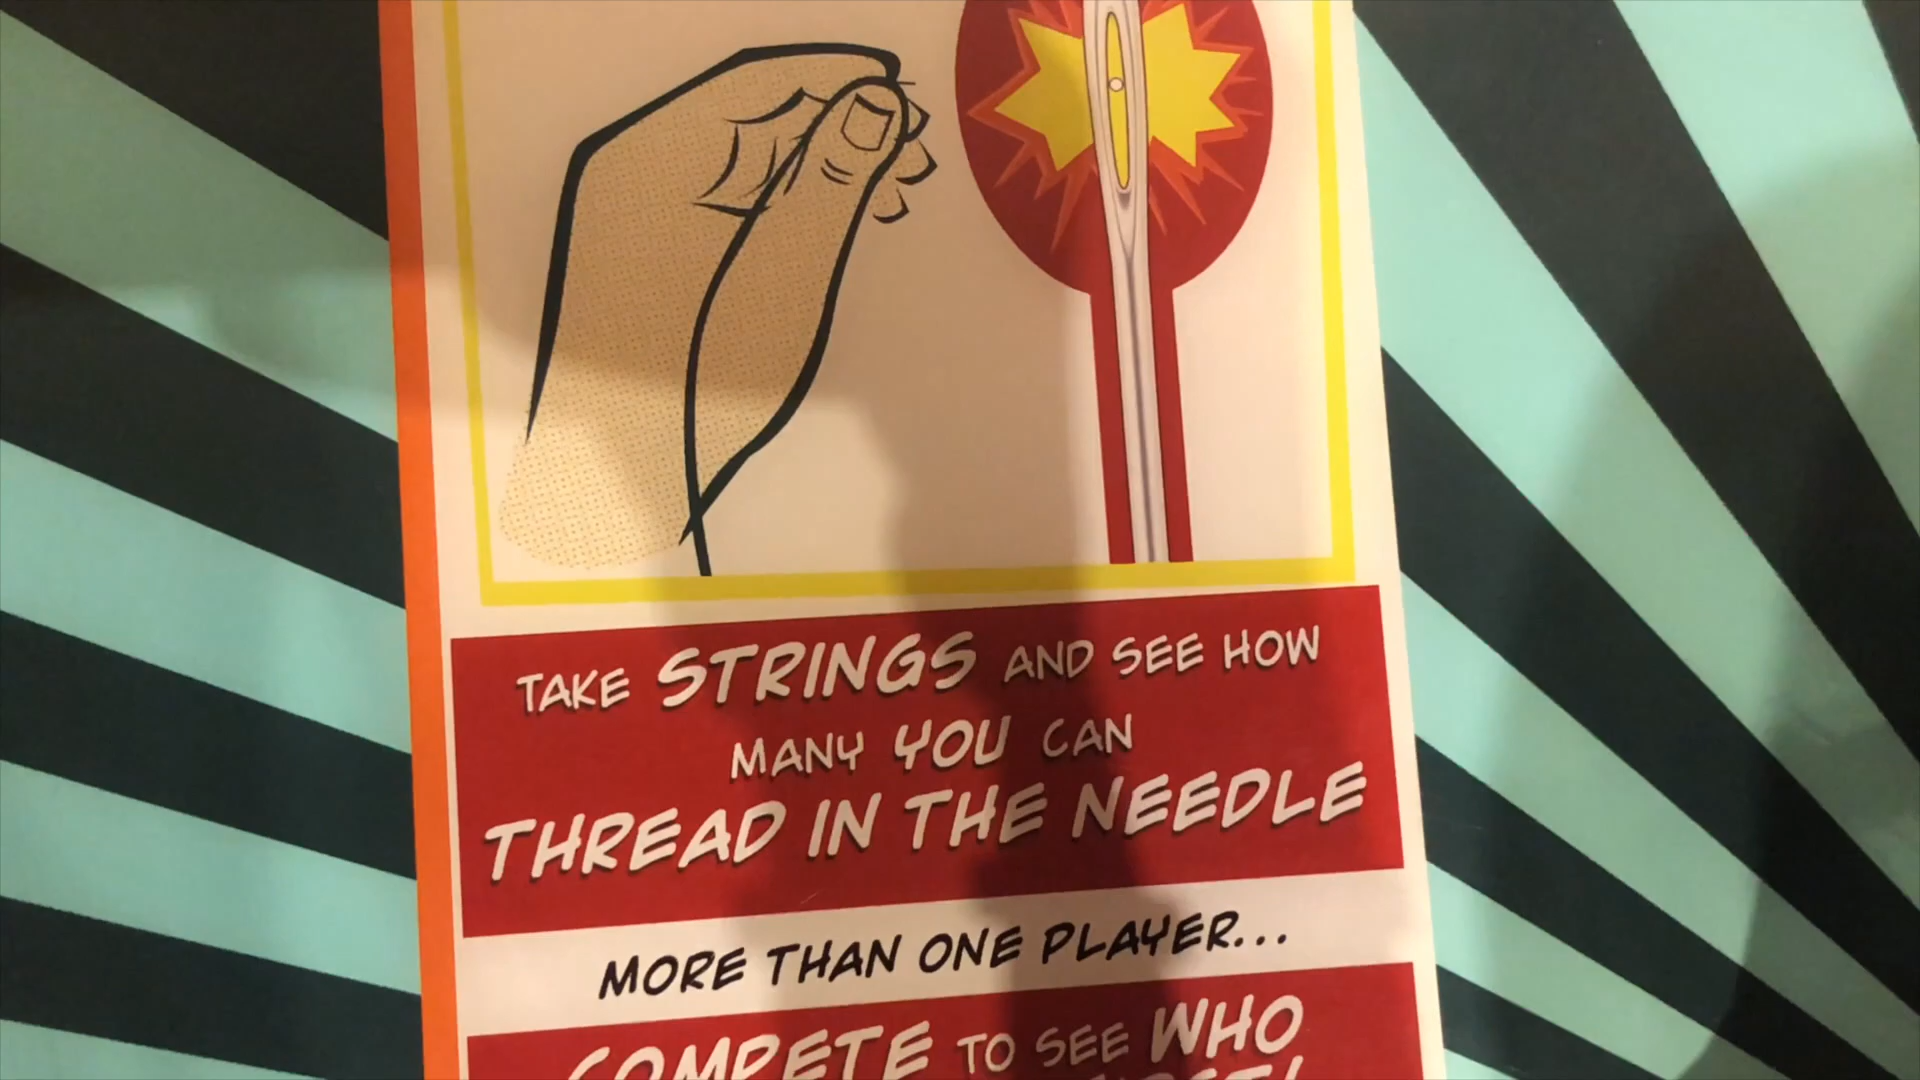 TAKE STRINGS AND SEE HOW
MANY YOU CAN
THREAD IN THE NEEDLE
MORE THAN ONE PLAYER...
COMPETE TO SEE WHO